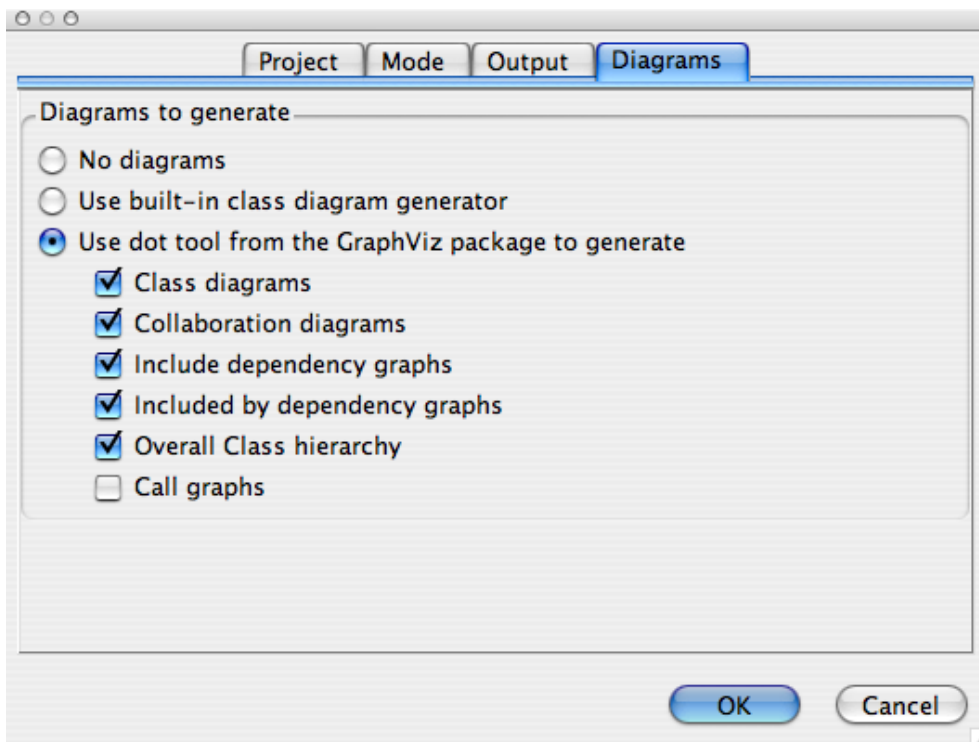 Project Mode Output Diagrams
Diagrams to generate
No diagrams
Use built-in class diagram generator
Use dot tool from the GraphViz package to generate
Class diagrams
Collaboration diagrams
Include dependency graphs
Included by dependency graphs
Overall Class hierarchy
Call graphs
OK Cancel